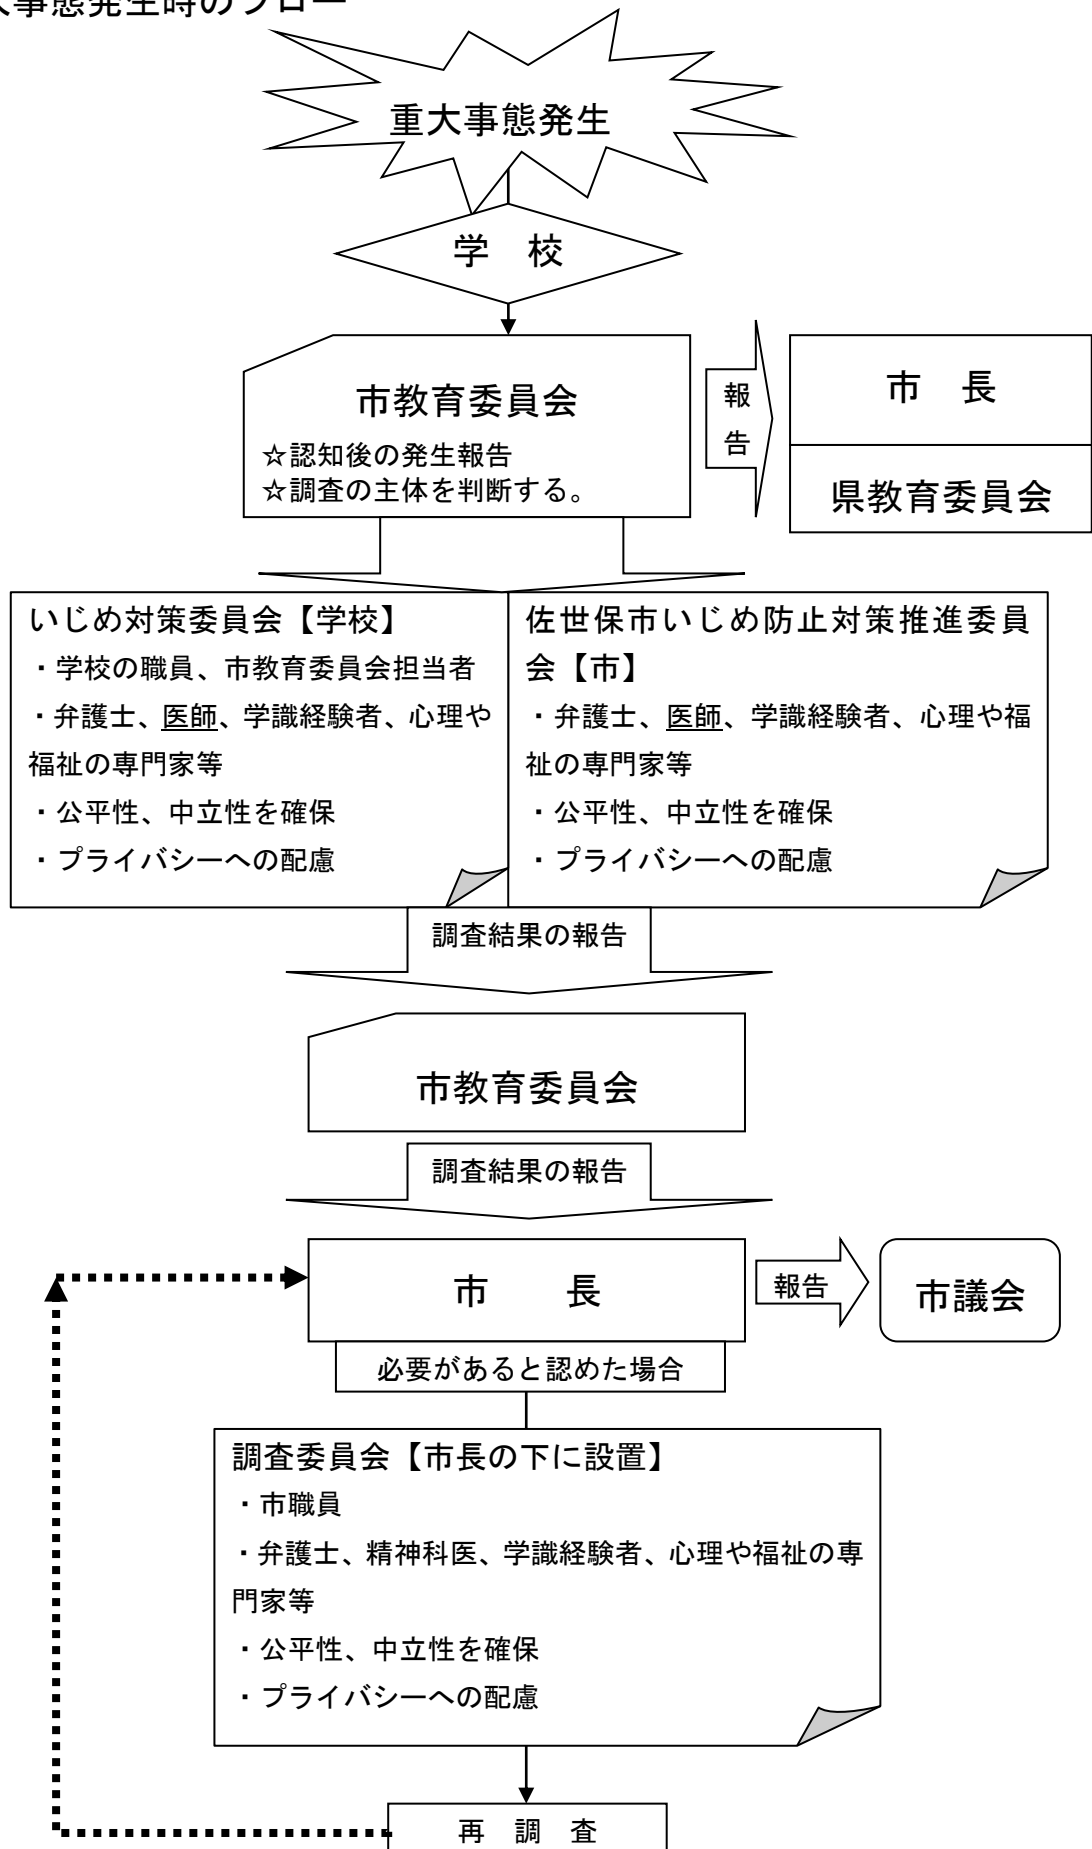 大事態発生時のフロー
重大事態発生
学　校
市教育委員会
☆認知後の発生報告
☆調査の主体を判断する。
報
告
市　長
県教育委員会
いじめ対策委員会【学校】
・学校の職員、市教育委員会担当者
・弁護士、医師、学識経験者、心理や
福祉の専門家等
・公平性、中立性を確保
・プライバシーへの配慮
佐世保市いじめ防止対策推進委員
会【市】
・弁護士、医師、学識経験者、心理や福
祉の専門家等
・公平性、中立性を確保
・プライバシーへの配慮
調査結果の報告
市教育委員会
調査結果の報告
市　　長
報告
市議会
必要があると認めた場合
調査委員会【市長の下に設置】
・市職員
・弁護士、精神科医、学識経験者、心理や福祉の専
門家等
・公平性、中立性を確保
・プライバシーへの配慮
再　調　査